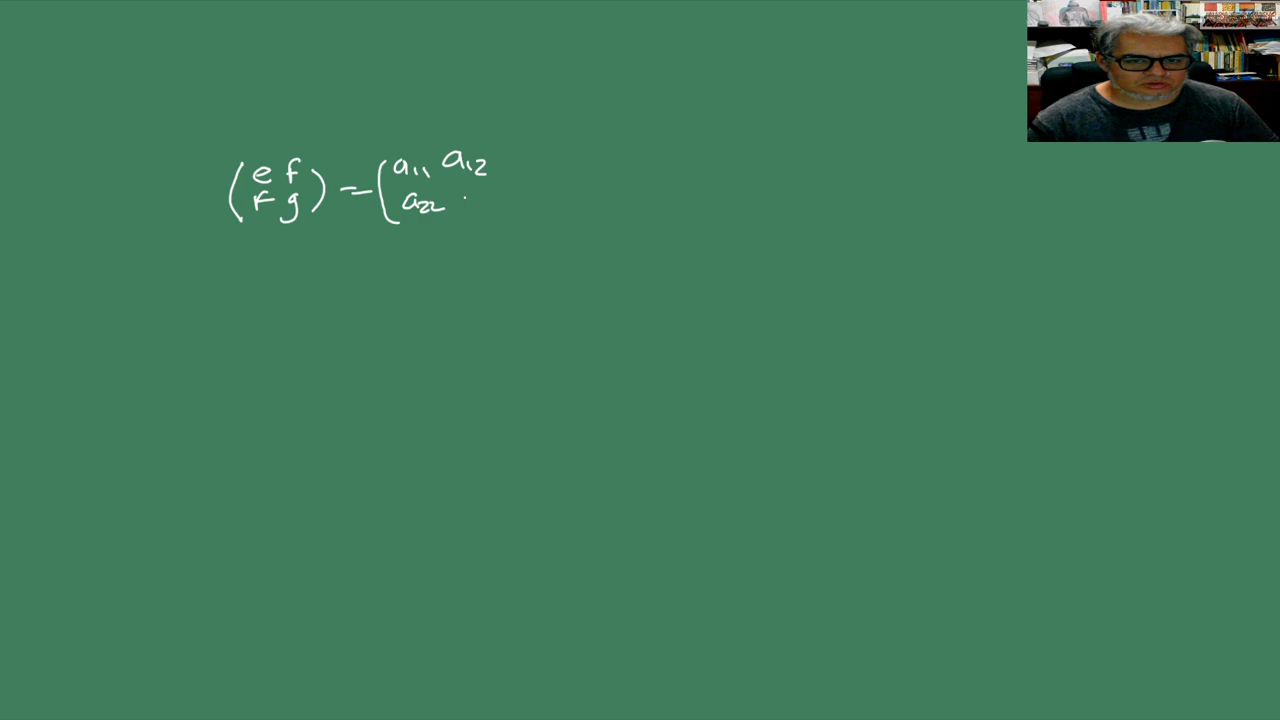 ( e f ) = ( a11 a12
f g a22 .